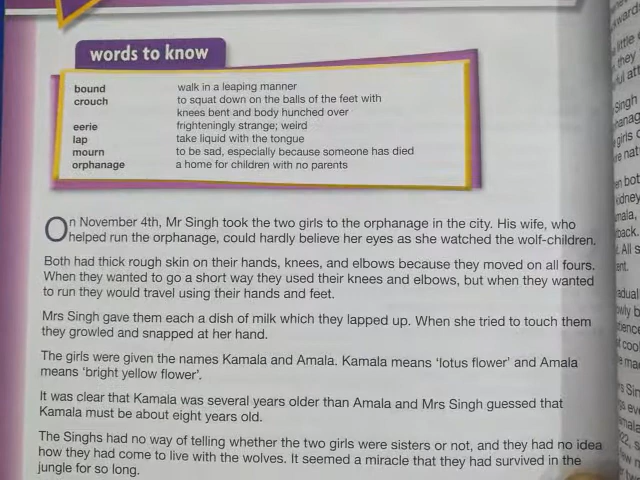 words to know
bound walk in a leaping manner
crouch to squat down on the balls of the feet with
knees bent and body hunched over
eerie frighteningly strange; weird
lap take liquid with the tongue
mourn to be sad, especially because someone has died
orphanage a home for children with no parents
On November 4th, Mr Singh took the two girls to the orphanage in the city. His wife, who
helped run the orphanage, could hardly believe her eyes as she watched the wolf-children.
Both had thick rough skin on their hands, knees, and elbows because they moved on all fours.
When they wanted to go a short way they used their knees and elbows, but when they wanted
to run they would travel using their hands and feet.
Mrs Singh gave them each a dish of milk which they lapped up. When she tried to touch them
they growled and snapped at her hand.
The girls were given the names Kamala and Amala. Kamala means ‘lotus flower’ and Amala
means ‘bright yellow flower’.
It was clear that Kamala was several years older than Amala and Mrs Singh guessed that
Kamala must be about eight years old.
The Singhs had no way of telling whether the two girls were sisters or not, and they had no idea
how they had come to live with the wolves. It seemed a miracle that they had survived in the
jungle for so long.
little
they
Singh
girls